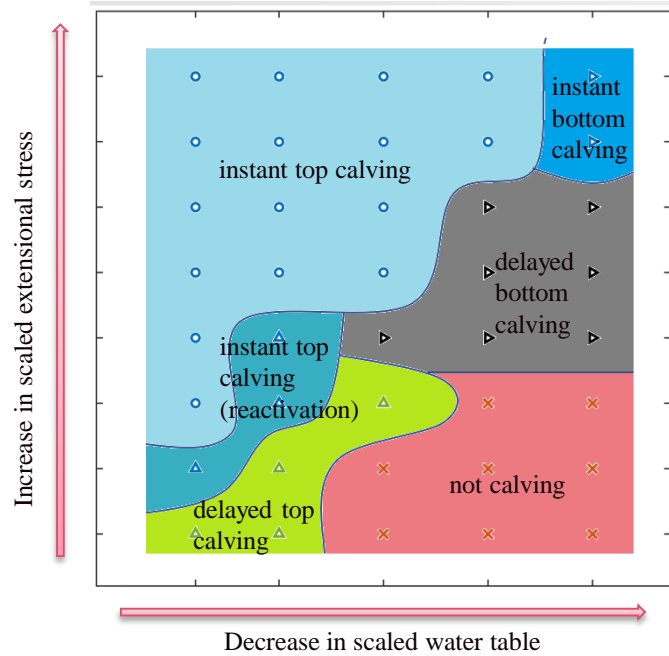 instant
bottom
calving
instant top calving
delayed
bottom
calving
instant top
calving
(reactivation)
not calving
delayed top
calving
Increase in scaled extensional stress
Decrease in scaled water table